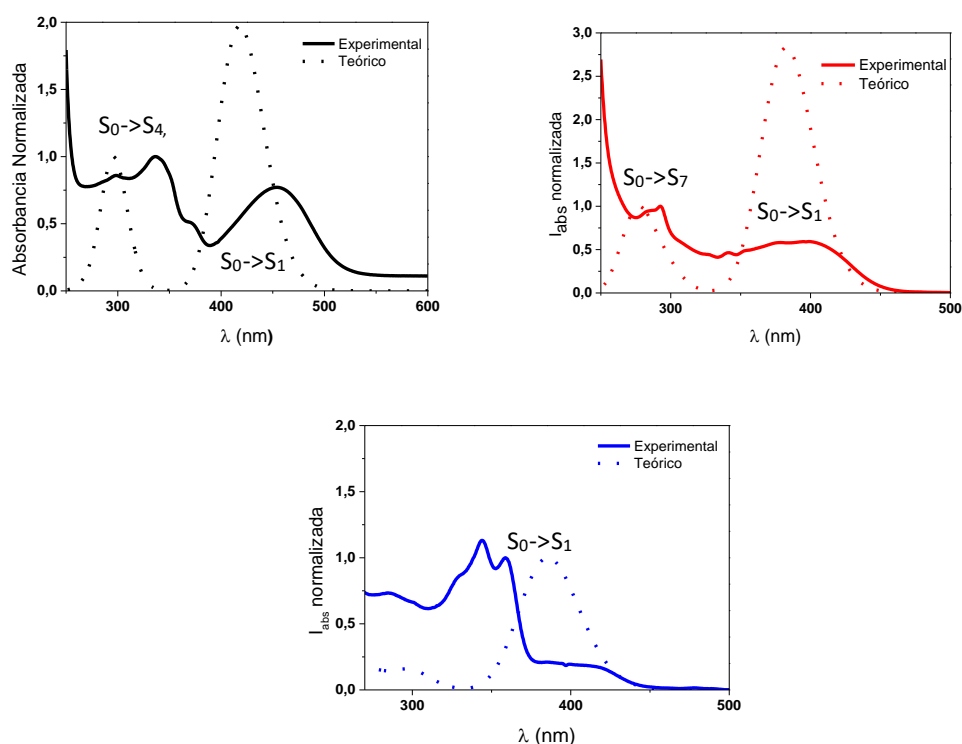 2,0
1,5
1,0
0,5
0,0
Absorbancia Normalizada
Experimental
Teórico
S₀->S₄,
S₀->S₁
300
400
500
600
λ (nm)
3,0
2,5
2,0
1,5
1,0
0,5
0,0
I_abs normalizada
Experimental
Teórico
S₀->S₇
S₀->S₁
300
400
500
λ (nm)
2,0
1,5
1,0
0,5
0,0
I_abs normalizada
Experimental
Teórico
S₀->S₁
300
400
500
λ (nm)